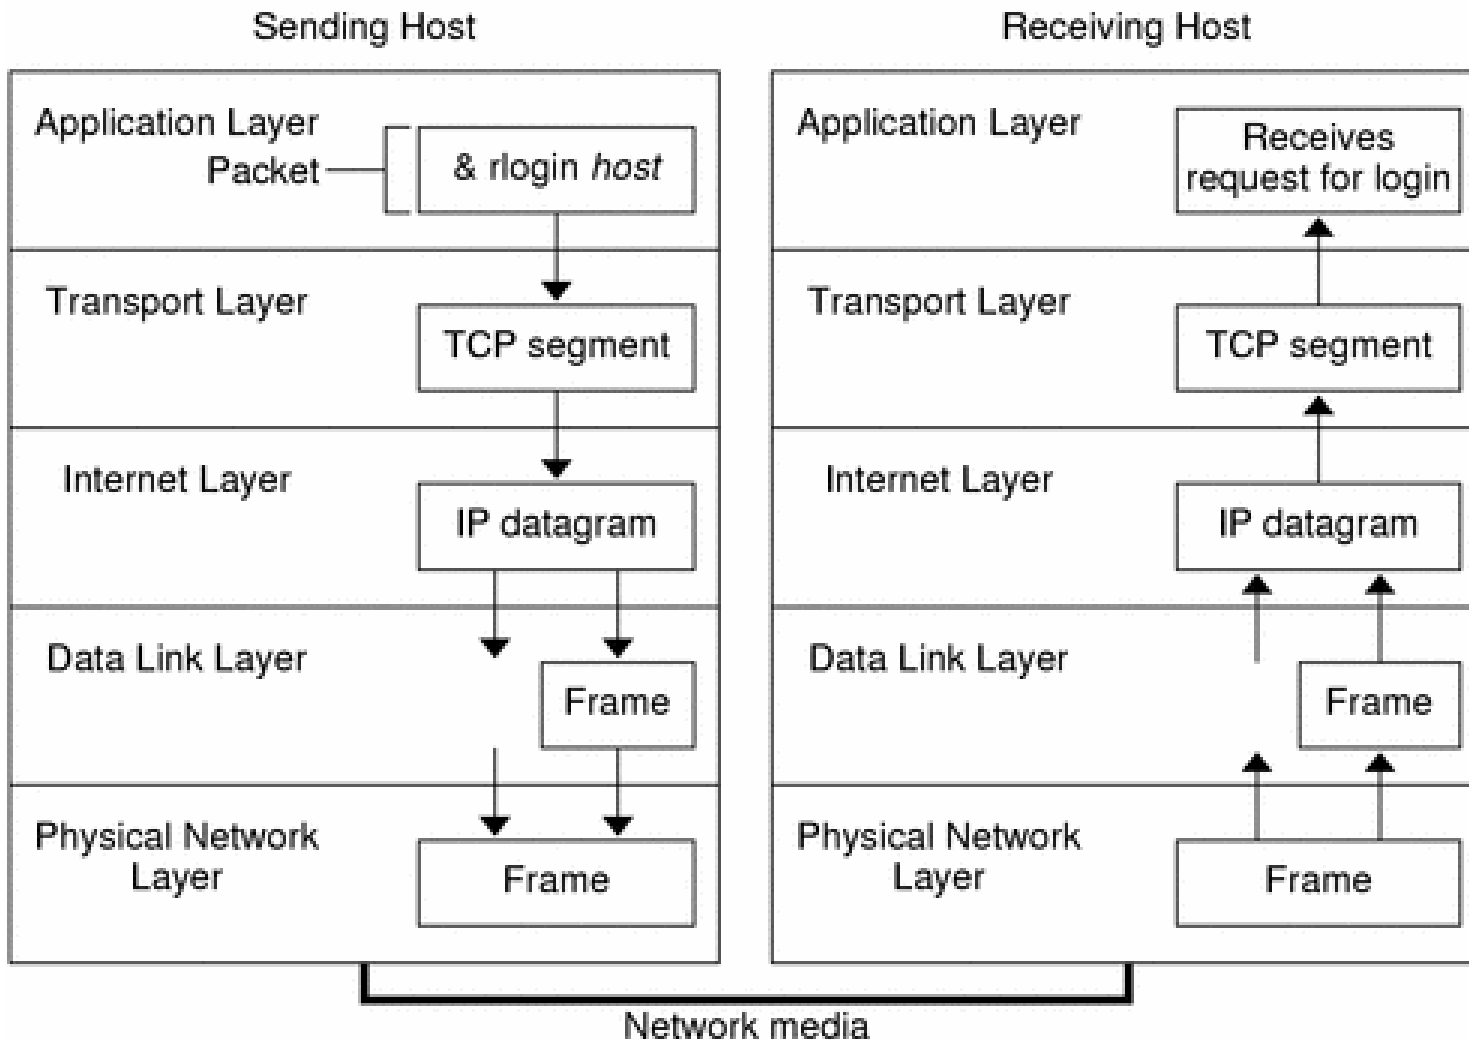 Sending Host
Application Layer
Packet
& rlogin host
Transport Layer
TCP segment
Internet Layer
IP datagram
Data Link Layer
Frame
Physical Network
Layer
Frame
Receiving Host
Application Layer
Receives
request for login
Transport Layer
TCP segment
Internet Layer
IP datagram
Data Link Layer
Frame
Physical Network
Layer
Frame
Network media